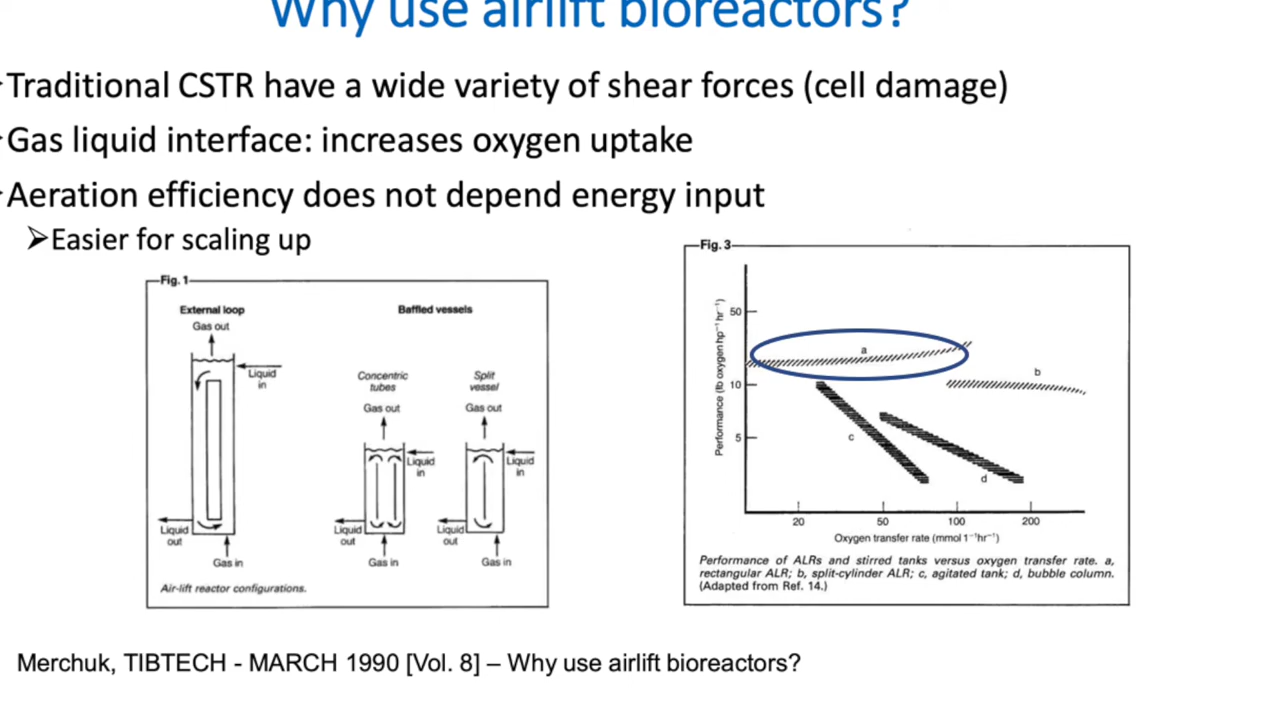 Why use airlift bioreactors?
Traditional CSTR have a wide variety of shear forces (cell damage)
Gas liquid interface: increases oxygen uptake
Aeration efficiency does not depend energy input
Easier for scaling up
Fig. 1
External loop
Gas out
Liquid
in
Liquid
out
Gas in
Baffled vessels
Concentric
tubes
Gas out
Liquid
in
Liquid
out
Gas in
Split
vessel
Gas out
Liquid
in
Liquid
out
Gas in
Air-lift reactor configurations.
Fig. 3
Performance (lb oxygen hp⁻¹ hr⁻¹)
50
10
5
a
b
c
d
20
50
100
200
Oxygen transfer rate (mmol 1⁻¹hr⁻¹)
Performance of ALRs and stirred tanks versus oxygen transfer rate. a,
rectangular ALR; b, split-cylinder ALR; c, agitated tank; d, bubble column.
(Adapted from Ref. 14.)
Merchuk, TIBTECH - MARCH 1990 [Vol. 8] – Why use airlift bioreactors?